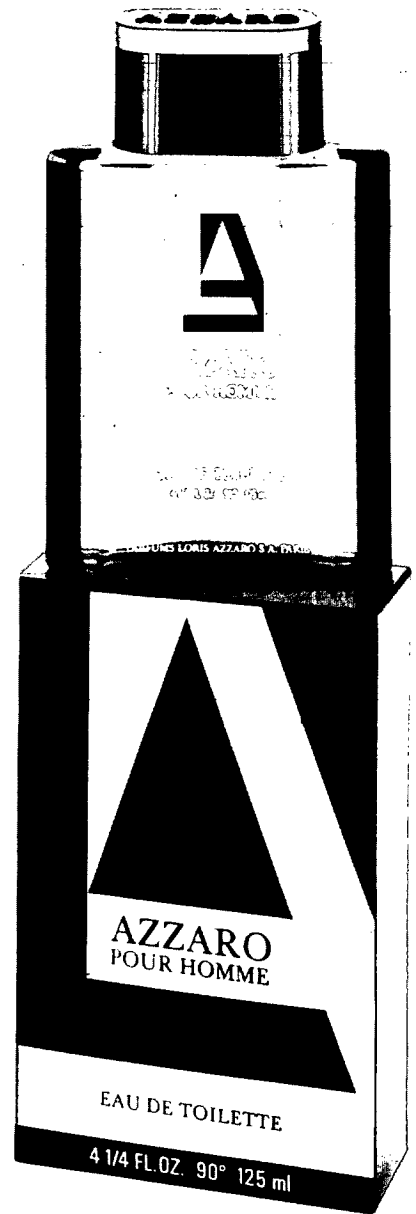 AZZARO
PARFUMS LORIS AZZARO S.A. PARIS
AZZARO
POUR HOMME
EAU DE TOILETTE
4 1/4 FL.OZ. 90° 125 ml